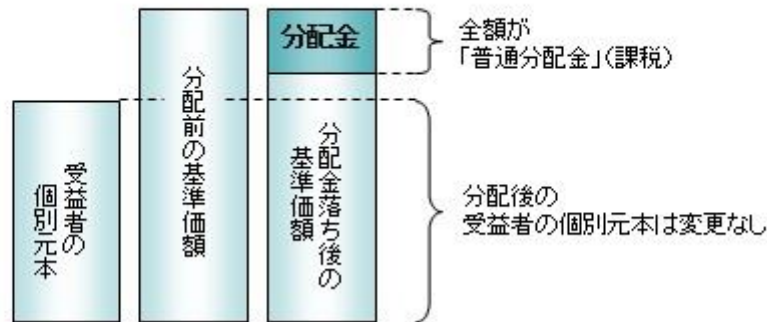 受益者の
個別元本
分配前の基準価額
分配金
分配金落ち後の
基準価額
全額が
「普通分配金」(課税)
分配後の
受益者の個別元本は変更なし